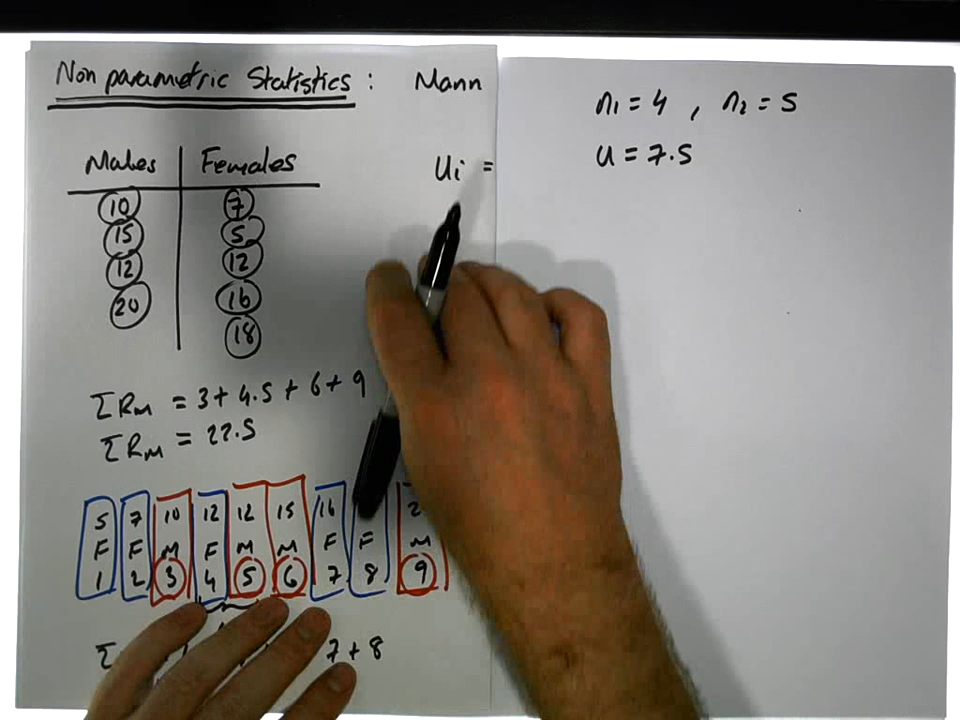 Non parametric Statistics : Mann
Males Females
10 7
15 5
12 12
20 16
18
ΣRM = 3 + 4.5 + 6 + 9
ΣRM = 22.5
5 7 10 12 12 15 16
F F M F M M F F M
1 2 3 4 5 6 7 8 9
Σ 7 + 8
Ui =
n1 = 4 , n2 = 5
U = 7.5